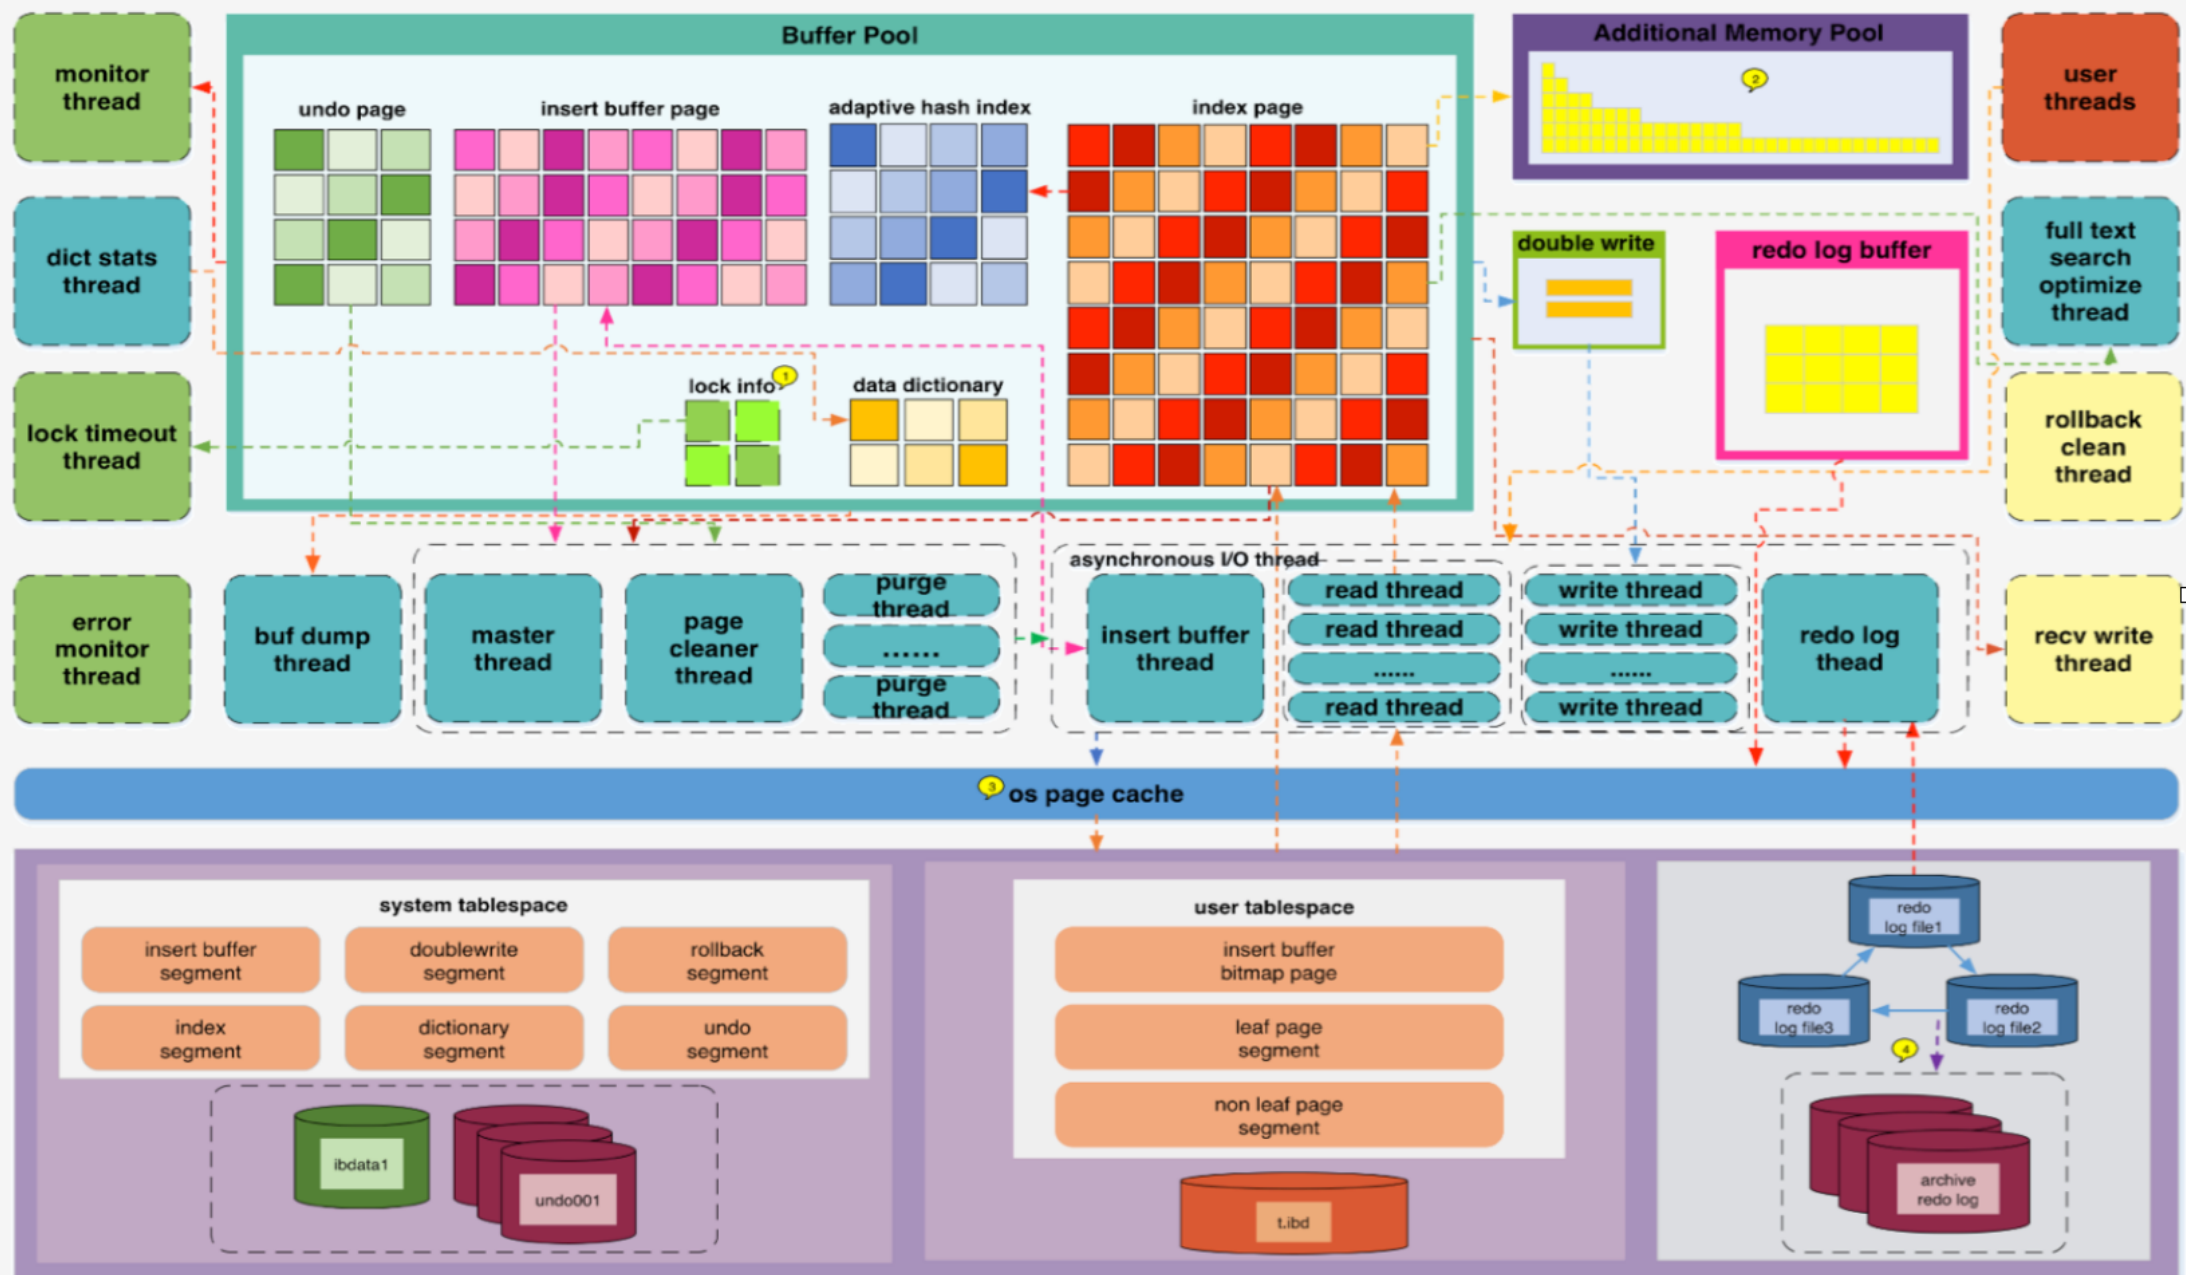 Buffer Pool
Additional Memory Pool
monitor
thread
user
threads
2
undo page
insert buffer page
adaptive hash index
index page
dict stats
thread
double write
redo log buffer
full text
search
optimize
thread
lock info
1
data dictionary
lock timeout
thread
rollback
clean
thread
asynchronous I/O thread
error
monitor
thread
buf dump
thread
master
thread
page
cleaner
thread
purge
thread
......
purge
thread
insert buffer
thread
read thread
read thread
......
read thread
write thread
write thread
......
write thread
redo log
thead
recv write
thread
3
os page cache
system tablespace
insert buffer
segment
doublewrite
segment
rollback
segment
index
segment
dictionary
segment
undo
segment
ibdata1
undo001
user tablespace
insert buffer
bitmap page
leaf page
segment
non leaf page
segment
t.ibd
redo
log file1
redo
log file3
redo
log file2
4
archive
redo log